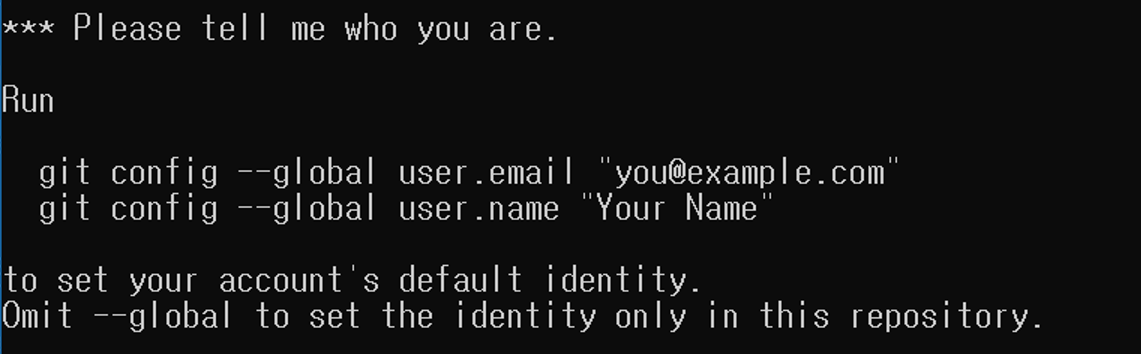 *** Please tell me who you are.
Run
git config --global user.email "you@example.com"
git config --global user.name "Your Name"
to set your account's default identity.
Omit --global to set the identity only in this repository.